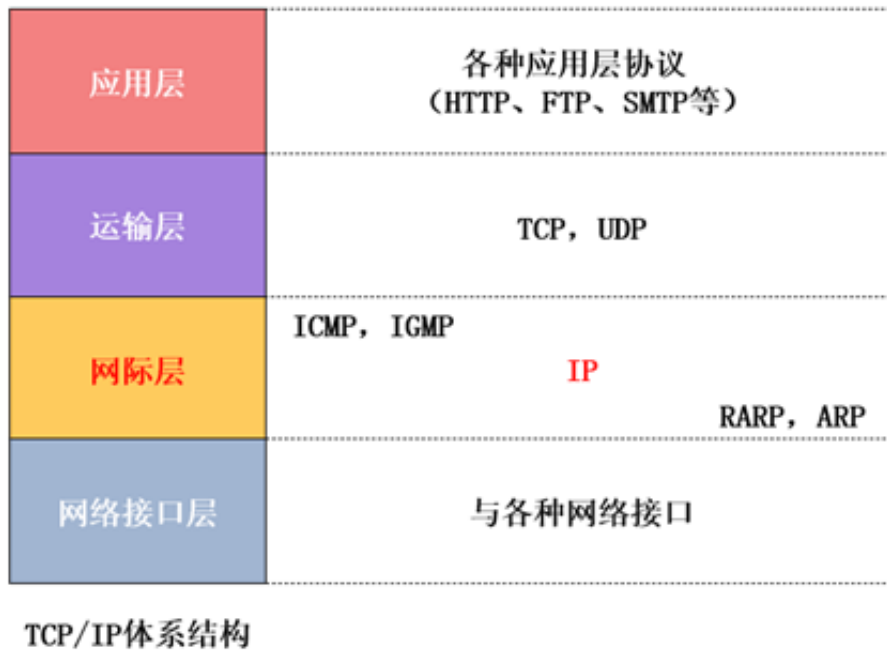 应用层
各种应用层协议
（HTTP、FTP、SMTP等）
运输层
TCP，UDP
网际层
ICMP，IGMP
IP
RARP，ARP
网络接口层
与各种网络接口
TCP/IP体系结构